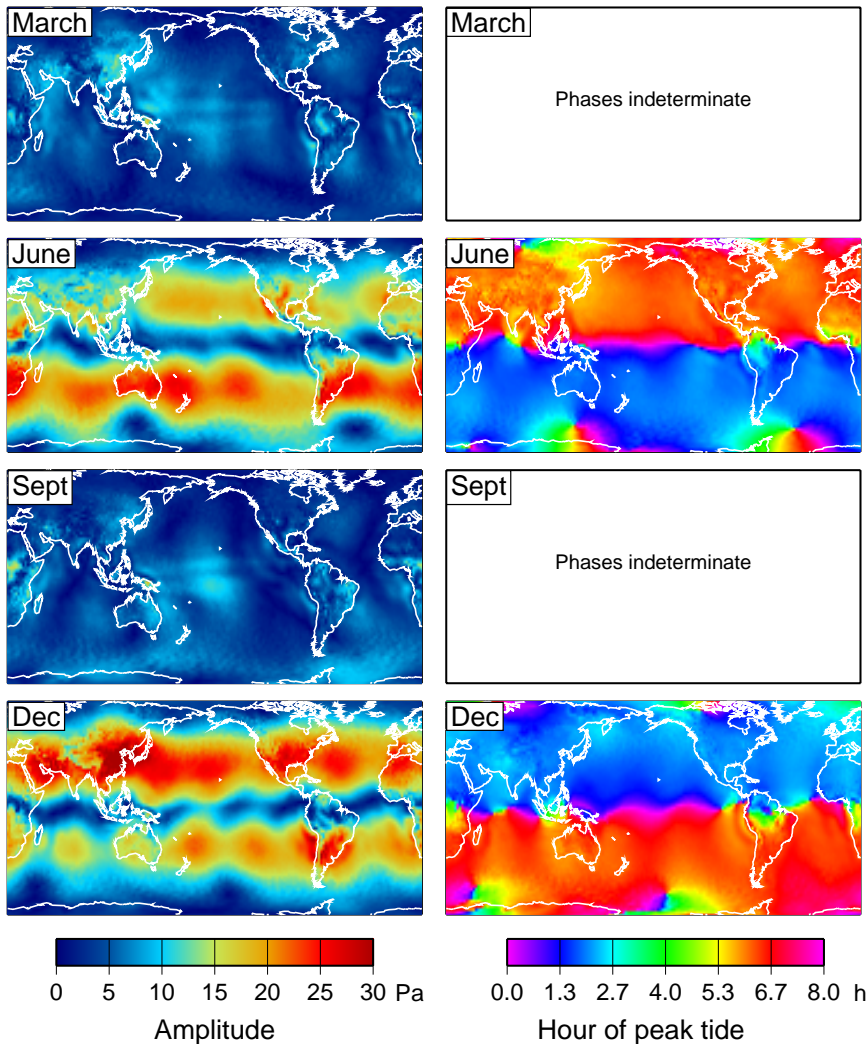 March
March
Phases indeterminate
June
June
Sept
Sept
Phases indeterminate
Dec
Dec
0 5 10 15 20 25 30 Pa
0.0 1.3 2.7 4.0 5.3 6.7 8.0 h
Amplitude
Hour of peak tide